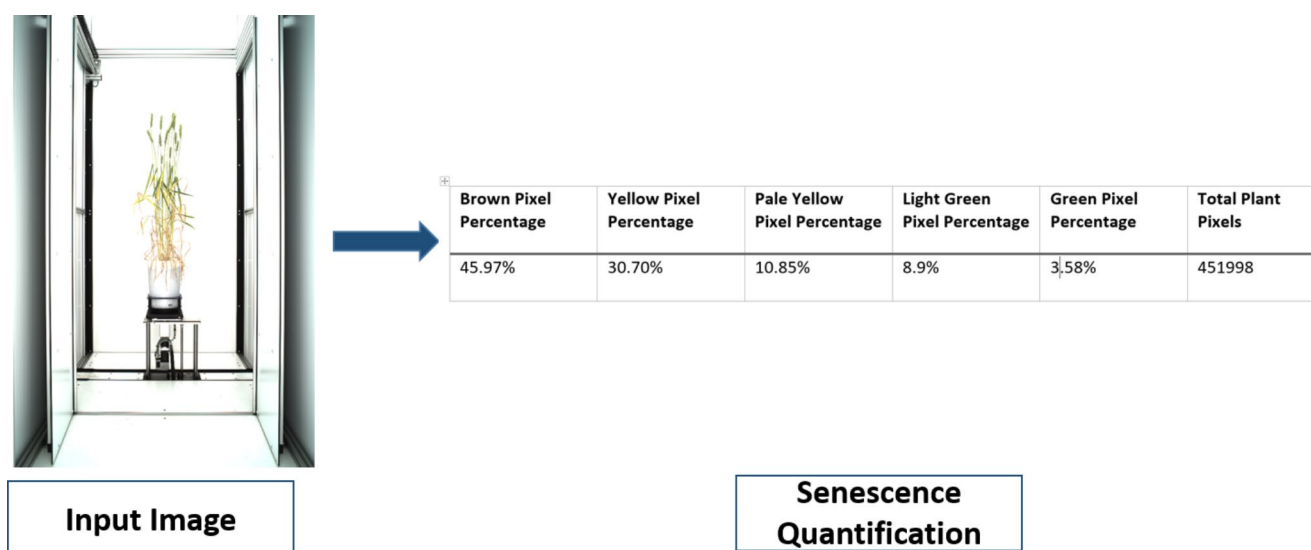 Brown Pixel Percentage
Yellow Pixel Percentage
Pale Yellow Pixel Percentage
Light Green Pixel Percentage
Green Pixel Percentage
Total Plant Pixels
45.97%
30.70%
10.85%
8.9%
3.58%
451998
Input Image
Senescence
Quantification